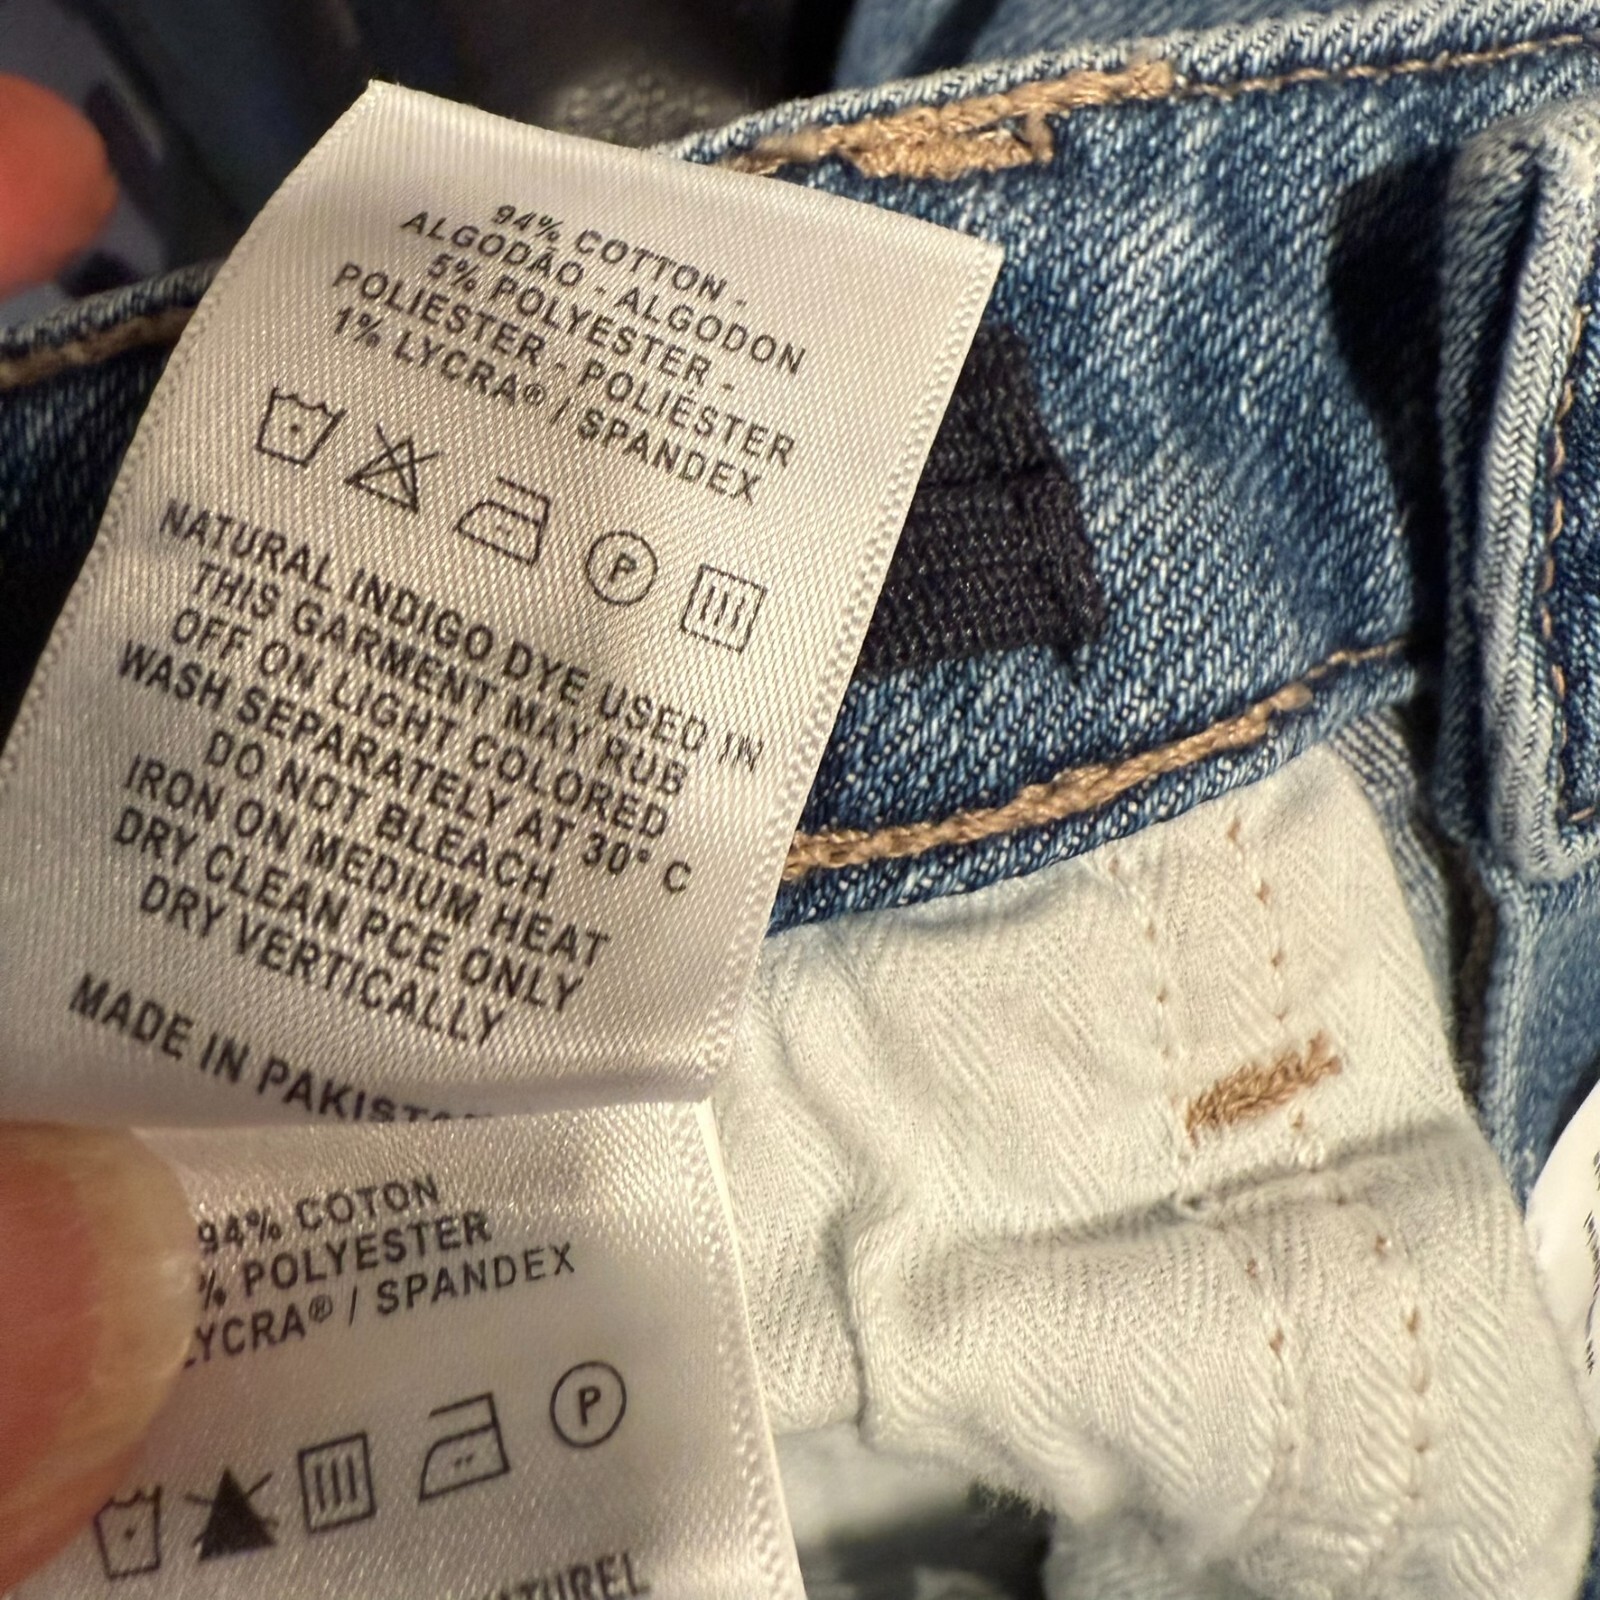 94% COTTON -
ALGODÃO - ALGODON
5% POLYESTER -
POLIESTER - POLIÉSTER
1% LYCRA® / SPANDEX
P
NATURAL INDIGO DYE USED IN
THIS GARMENT MAY RUB
OFF ON LIGHT COLORED
WASH SEPARATELY AT 30° C
DO NOT BLEACH
IRON ON MEDIUM HEAT
DRY CLEAN PCE ONLY
DRY VERTICALLY
MADE IN
94% COTON
% POLYESTER
/ SPANDEX
P